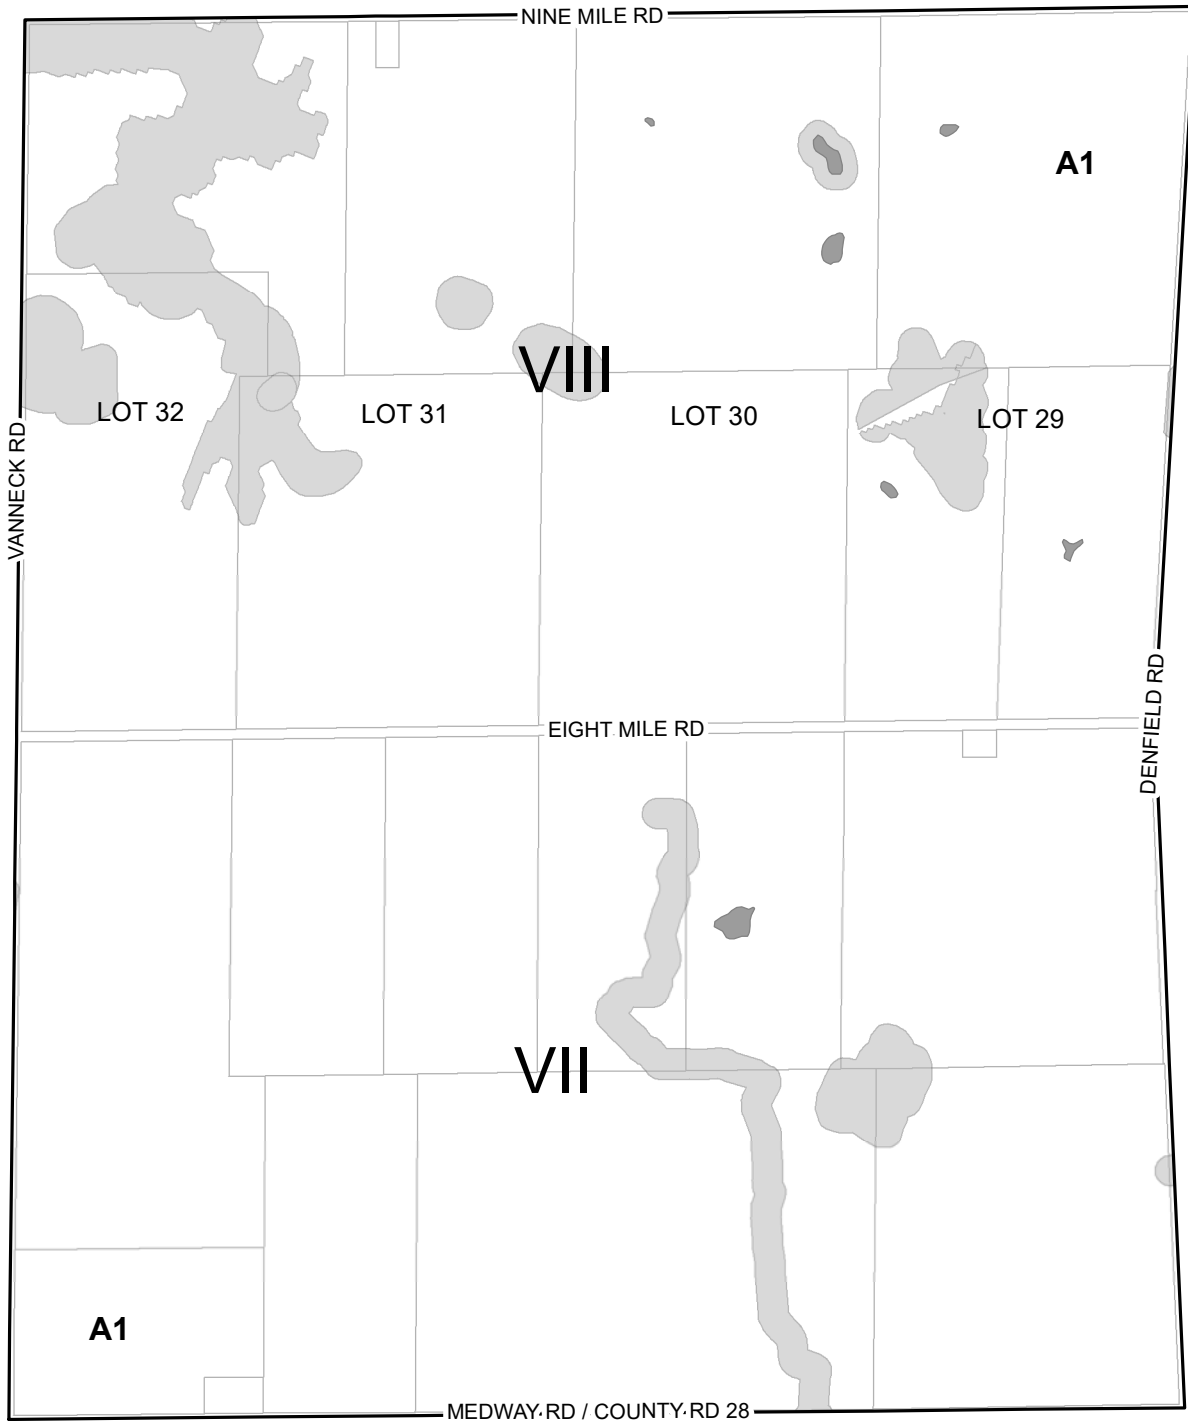 NINE MILE RD
A1
VIII
LOT 32
LOT 31
LOT 30
LOT 29
VANNECK RD
EIGHT MILE RD
DENFIELD RD
VII
A1
MEDWAY RD / COUNTY RD 28